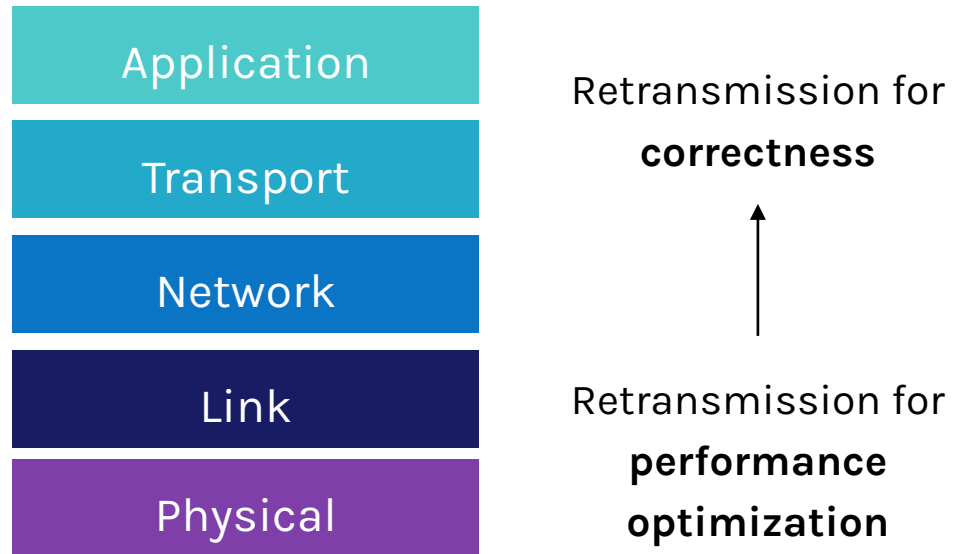 Application
Transport
Network
Link
Physical
Retransmission for
correctness
Retransmission for
performance
optimization